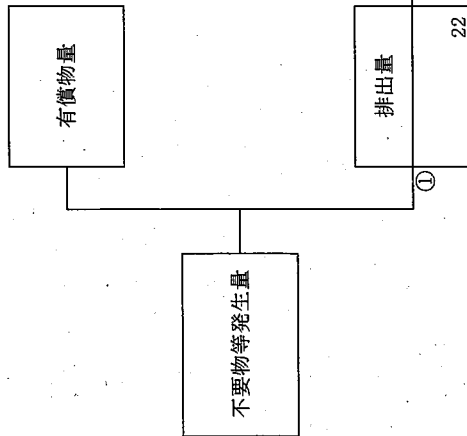 有償物量
不要物等発生量
排出量
①
22